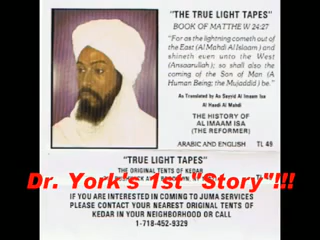 "THE TRUE LIGHT TAPES"
BOOK OF MATTHEW 24:27
"For as the lightning cometh out of
the East (Al Mahdi Al Islaam ) and
shineth even unto the West
(Ansaarullah); so shall also the
coming of the Son of Man (A
Human Being; the Mujaddid ) be."
As Translated by As Sayyid Al Imaam Isa
Al Haadi Al Mahdi
THE HISTORY OF
AL IMAAM ISA
(THE REFORMER)
ARABIC AND ENGLISH TL 49
"TRUE LIGHT TAPES"
THE ORIGINAL TENTS OF KEDAR
TL 49
Dr. York's 1st "Story"!!!
IF YOU ARE INTERESTED IN COMING TO JUMA SERVICES
PLEASE CONTACT YOUR NEAREST ORIGINAL TENTS OF
KEDAR IN YOUR NEIGHBORHOOD OR CALL
1-718-452-9329